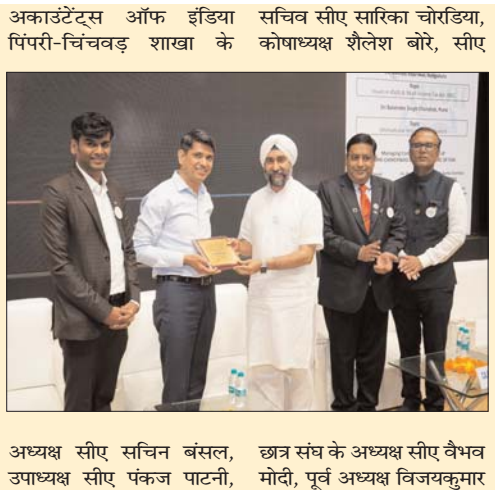 अकाउंटेंट्स ऑफ इंडिया
पिंपरी-चिंचवड़ शाखा के
अध्यक्ष सीए सचिन बंसल,
उपाध्यक्ष सीए पंकज पाटनी,
सचिव सीए सारिका चोरडिया,
कोषाध्यक्ष शैलेश बोरे, सीए
छात्र संघ के अध्यक्ष सीए वैभव
मोदी, पूर्व अध्यक्ष विजयकुमार